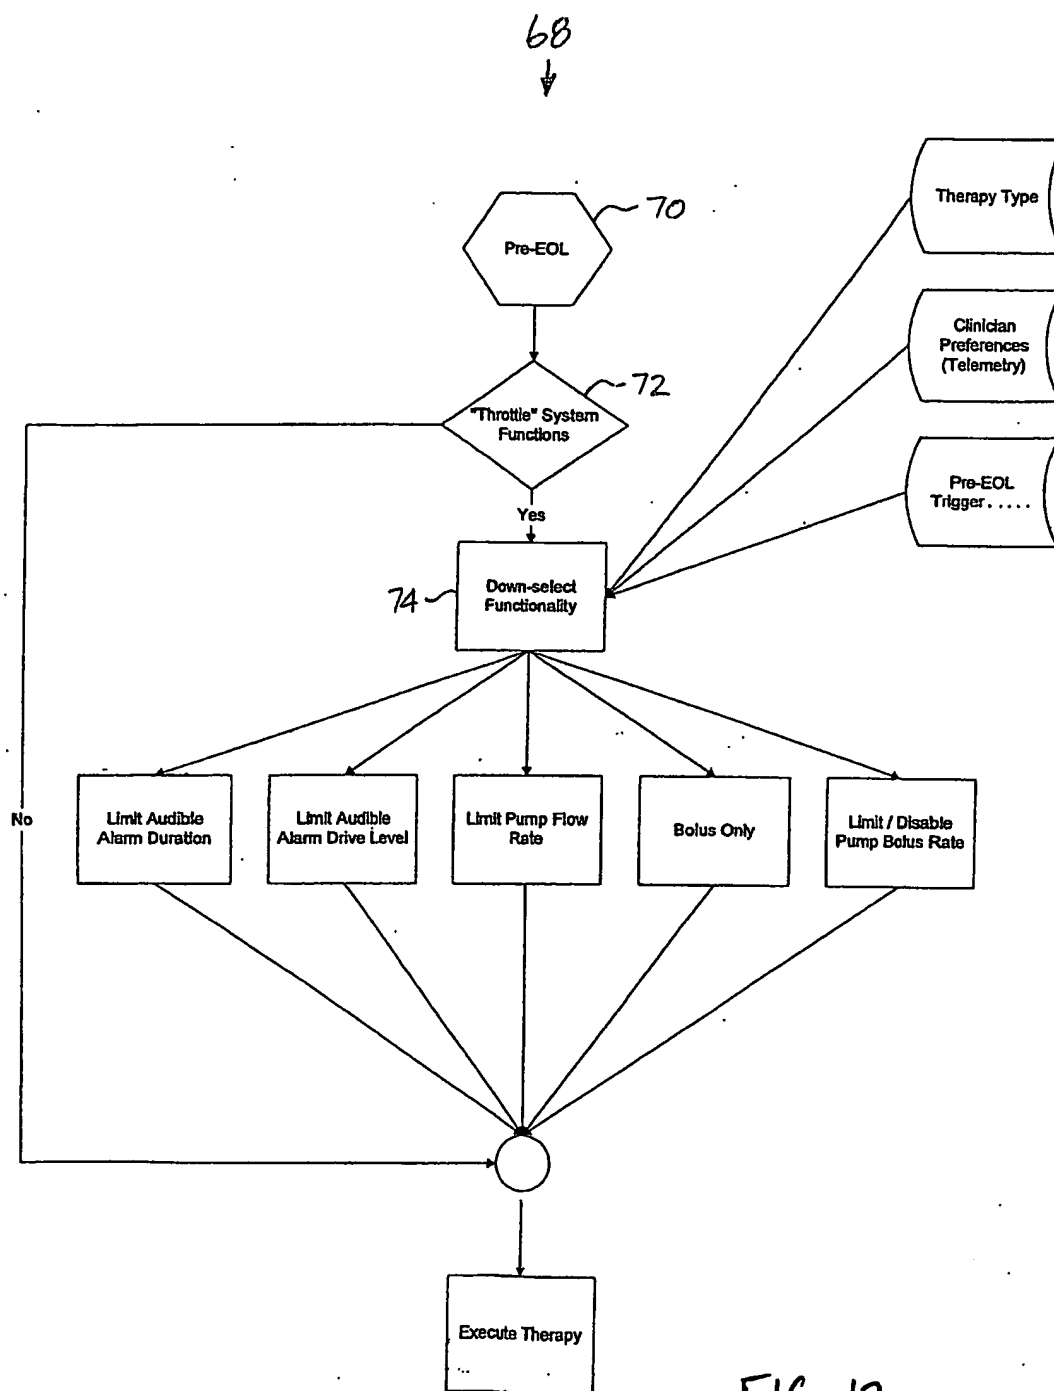 68
Therapy Type
70
Pre-EOL
Clinician
Preferences
(Telemetry)
72
"Throttle" System
Functions
Pre-EOL
Trigger.....
Yes
74
Down-select
Functionality
No
Limit Audible
Alarm Duration
Limit Audible
Alarm Drive Level
Limit Pump Flow
Rate
Bolus Only
Limit / Disable
Pump Bolus Rate
Execute Therapy
...